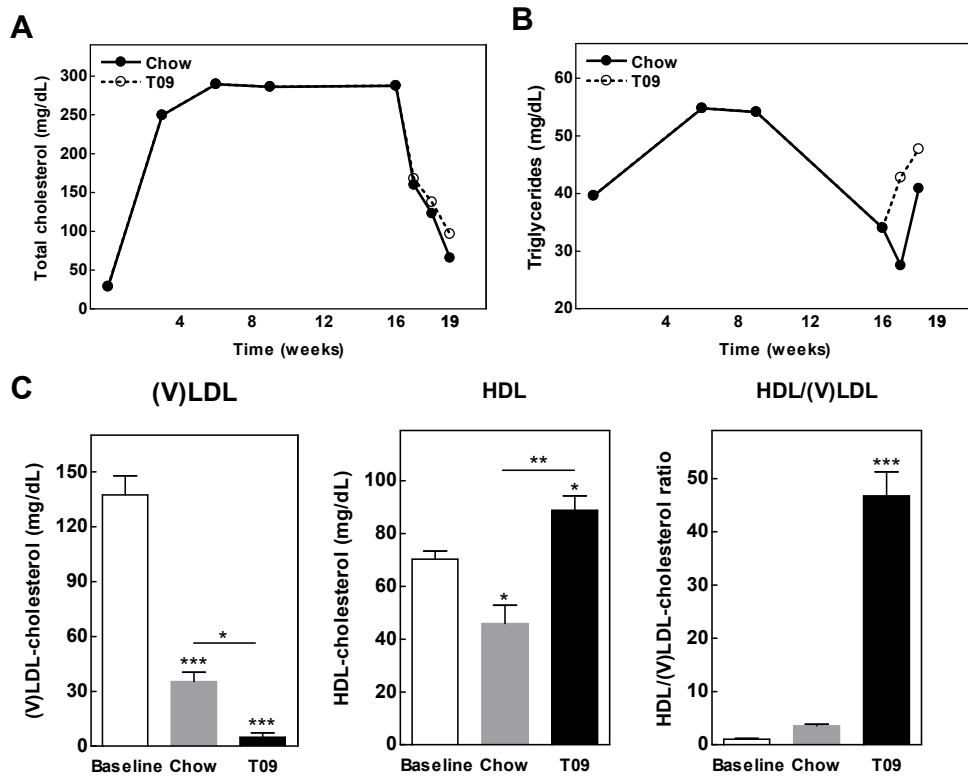 A
Chow
T09
Total cholesterol (mg/dL)
300
250
200
150
100
50
0
4 8 12 16 19
Time (weeks)
B
Chow
T09
Triglycerides (mg/dL)
60
50
40
30
20
4 8 12 16 19
Time (weeks)
C
(V)LDL
(V)LDL-cholesterol (mg/dL)
150
120
90
60
30
0
*
***
***
Baseline Chow T09
HDL
HDL-cholesterol (mg/dL)
100
80
60
40
20
0
**
*
*
Baseline Chow T09
HDL/(V)LDL
HDL/(V)LDL-cholesterol ratio
50
40
30
20
10
0
***
Baseline Chow T09